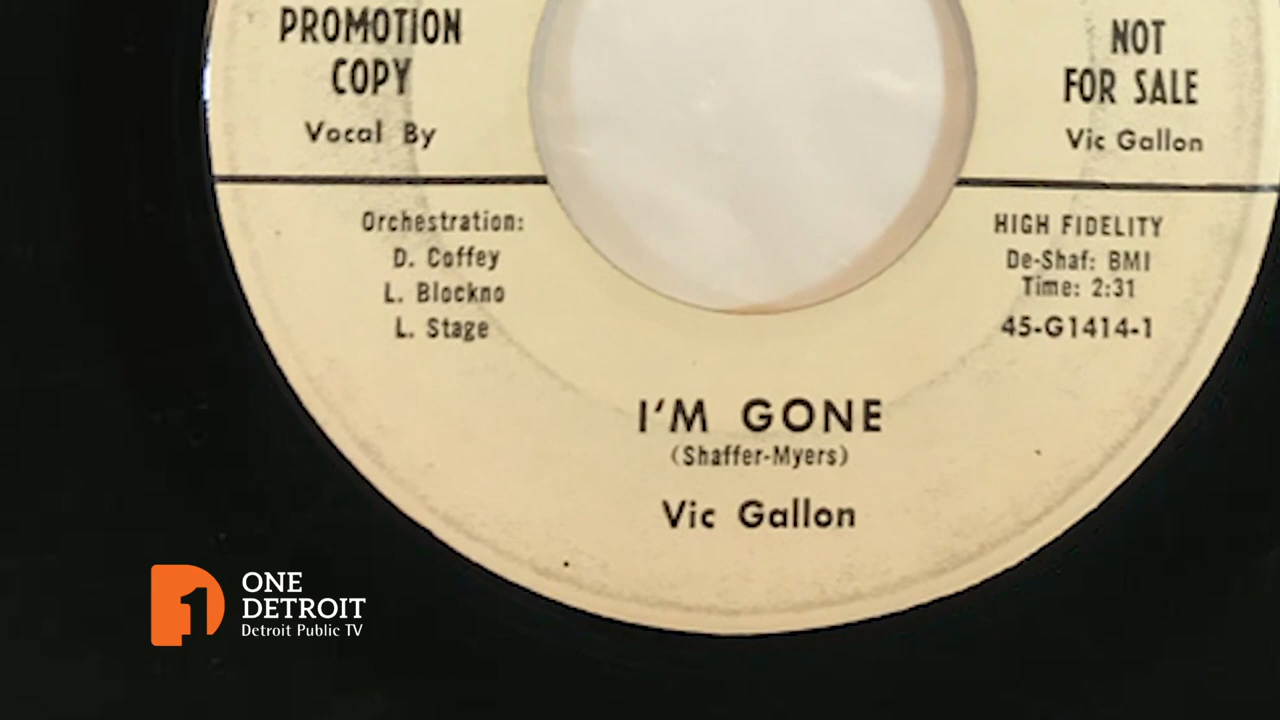 PROMOTION
COPY
Vocal By
NOT
FOR SALE
Vic Gallon
Orchestration:
D. Coffey
L. Blockno
L. Stage
HIGH FIDELITY
De-Shaf: BMI
Time: 2:31
45-G1414-1
I'M GONE
(Shaffer-Myers)
Vic Gallon
1
ONE
DETROIT
Detroit Public TV